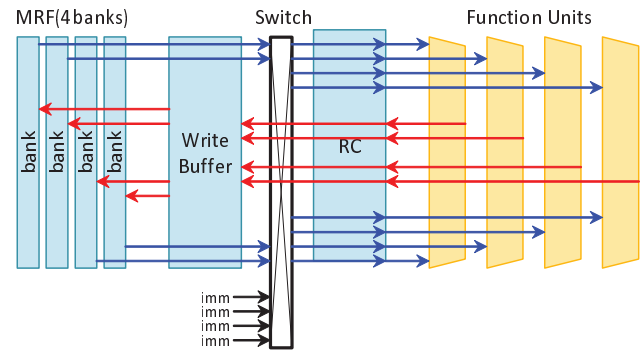 MRF(4banks)
Switch
Function Units
bank
bank
bank
bank
Write
Buffer
RC
imm
imm
imm
imm